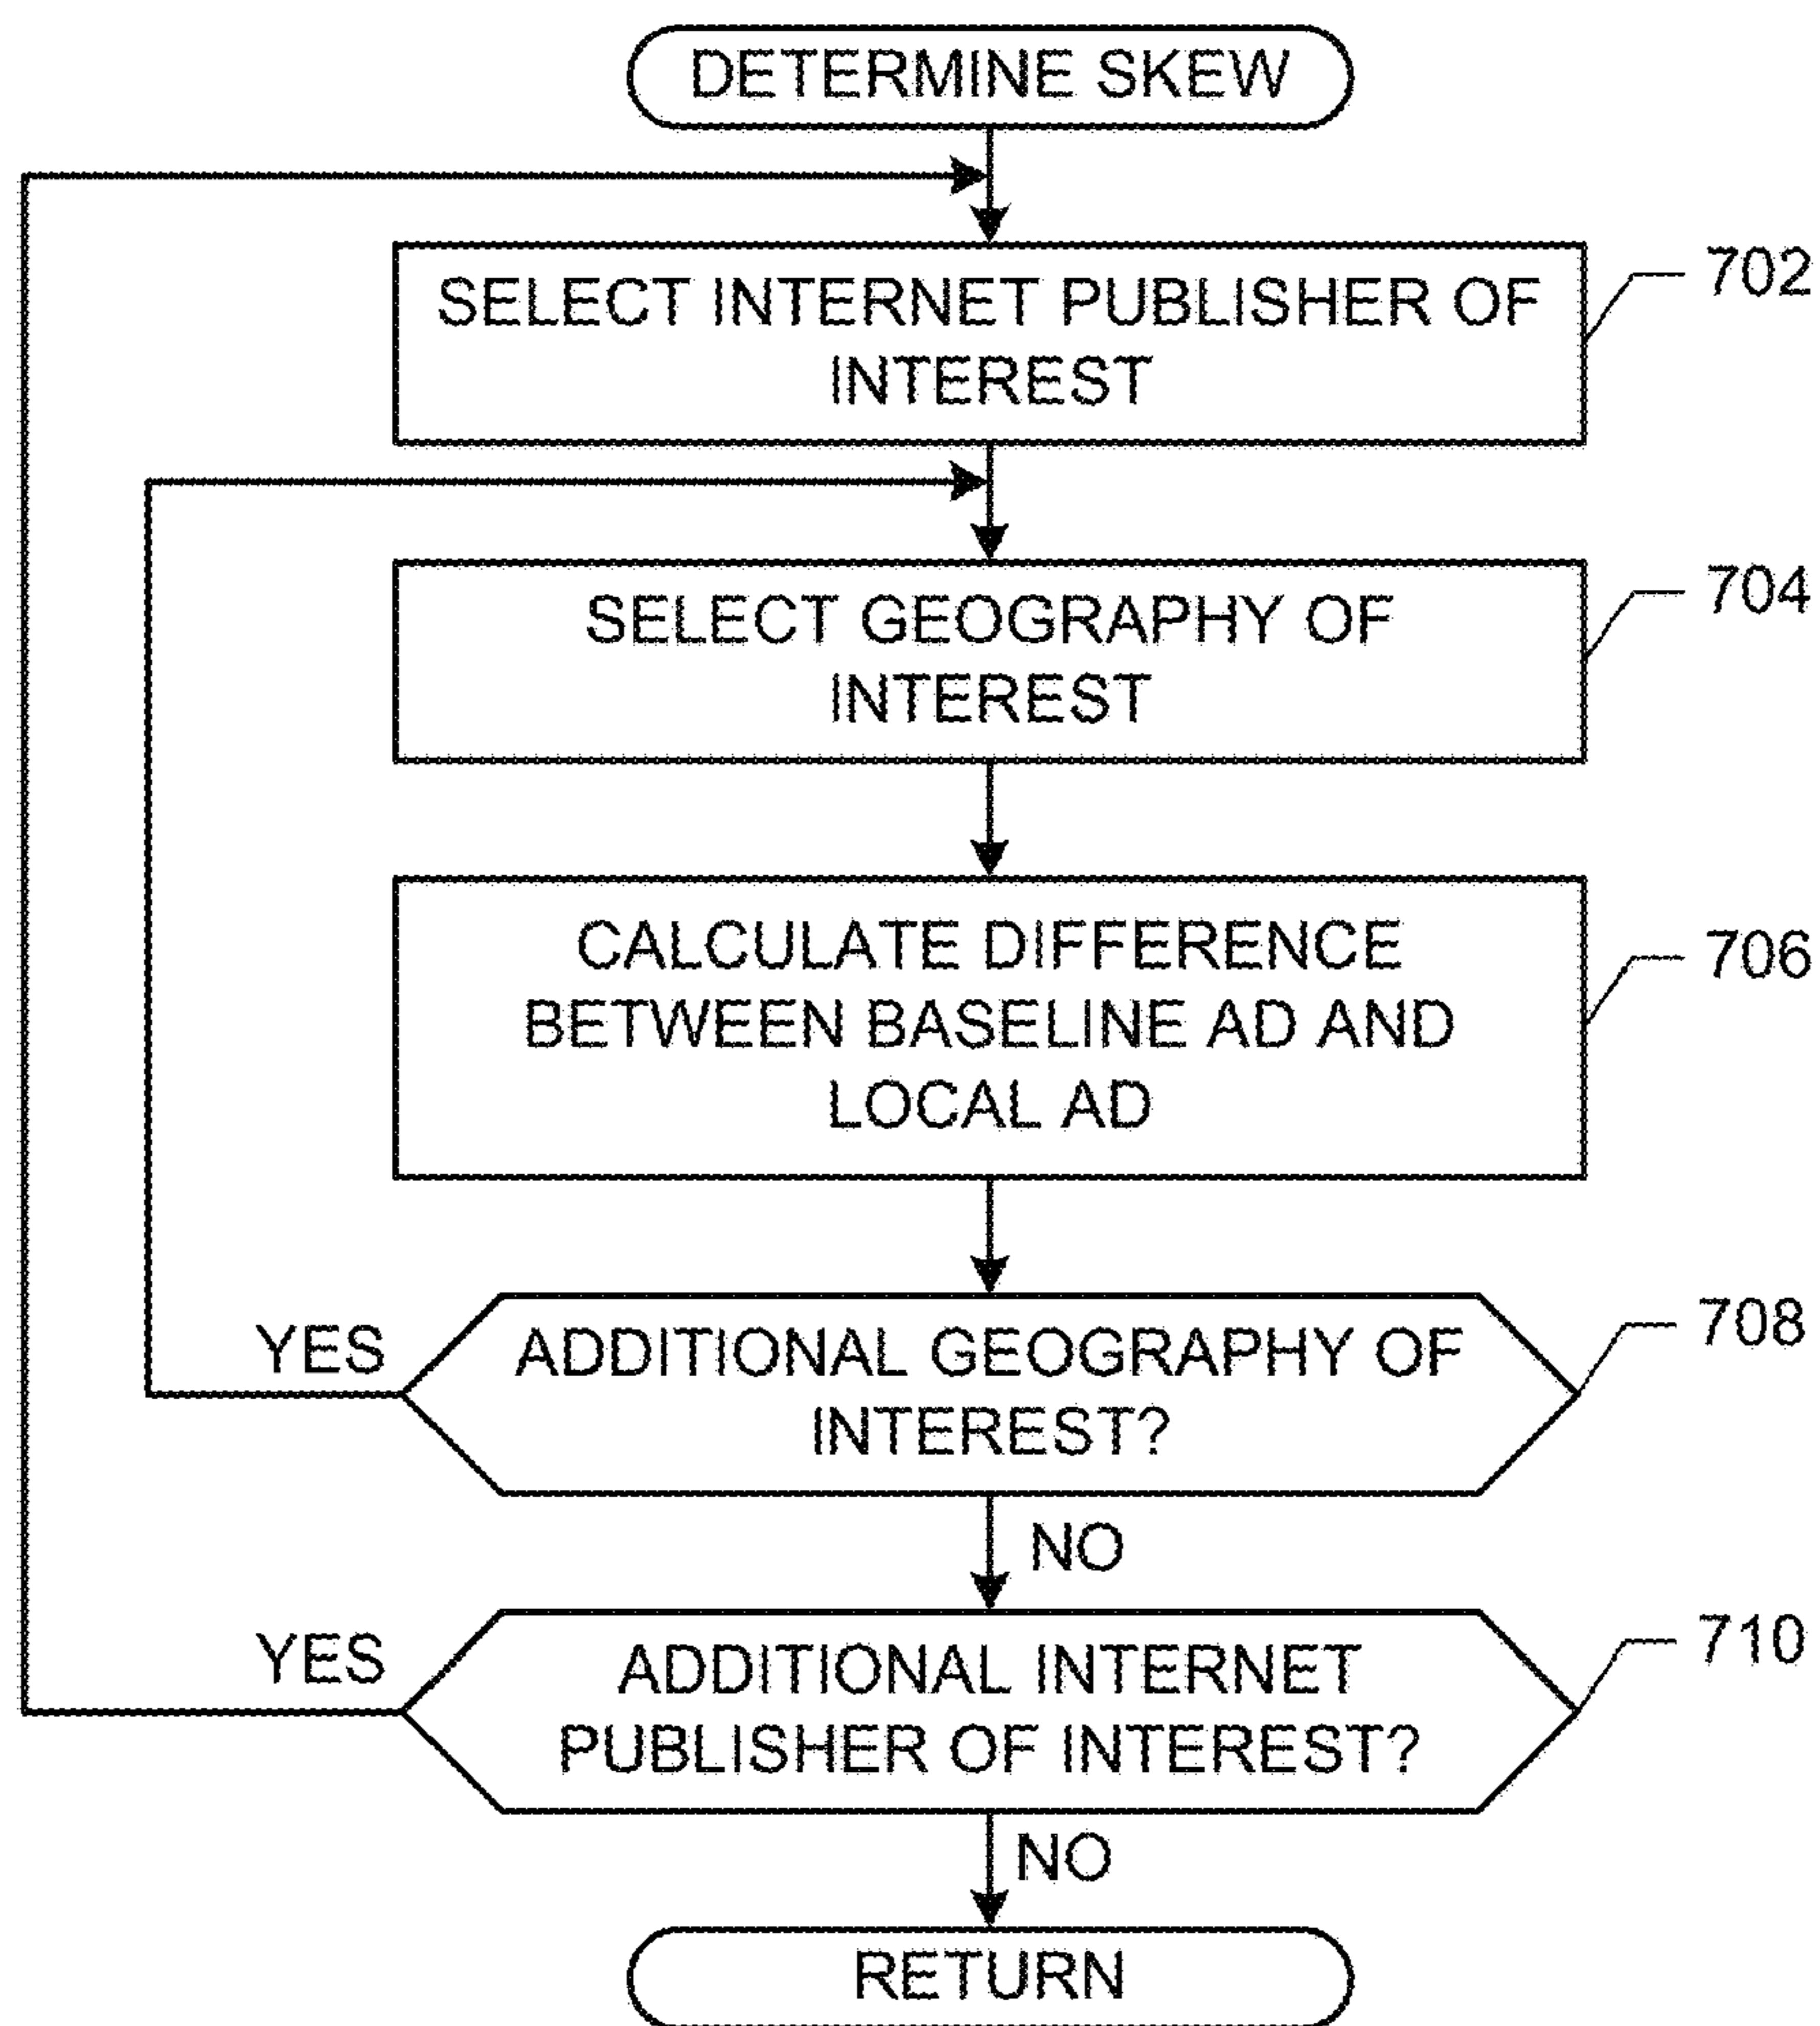 DETERMINE SKEW
SELECT INTERNET PUBLISHER OF
INTEREST
702
SELECT GEOGRAPHY OF
INTEREST
704
CALCULATE DIFFERENCE
BETWEEN BASELINE AD AND
LOCAL AD
706
YES
ADDITIONAL GEOGRAPHY OF
INTEREST?
708
NO
YES
ADDITIONAL INTERNET
PUBLISHER OF INTEREST?
710
NO
RETURN